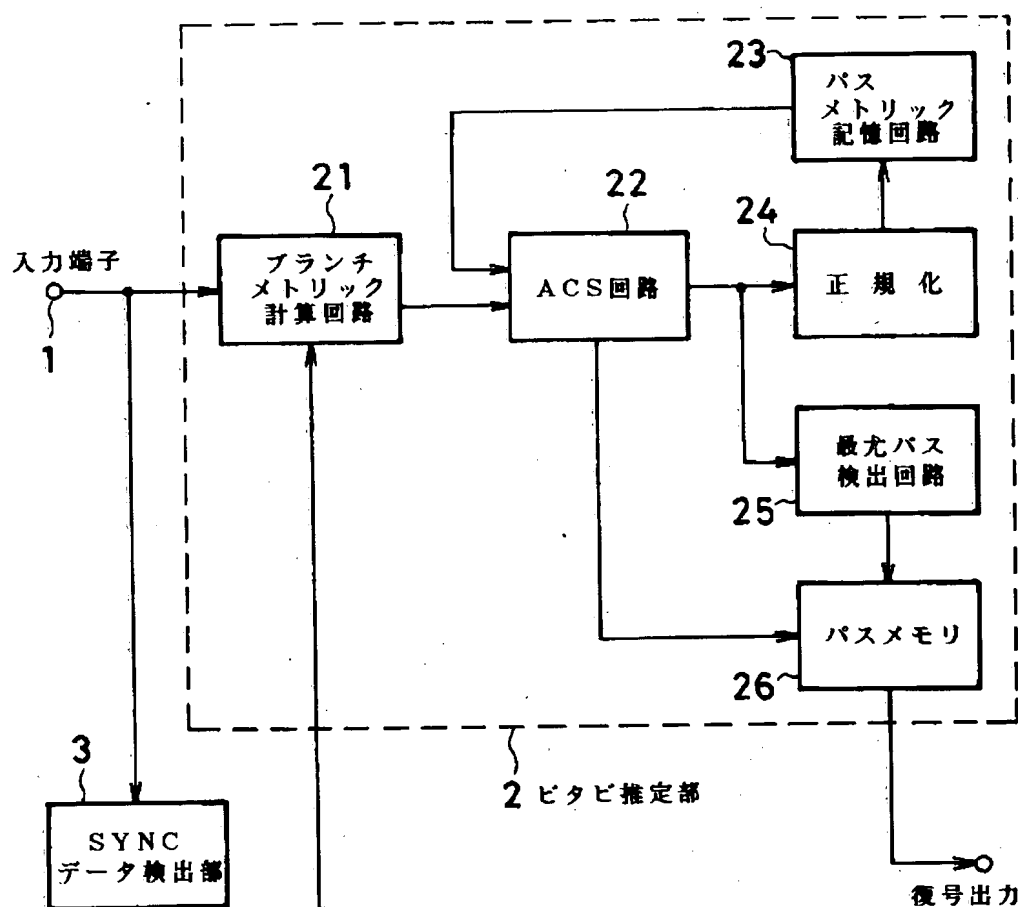 23
パス
メトリック
記憶回路
21
22
24
入力端子
ブランチ
メトリック
計算回路
ACS回路
正規化
1
最尤パス
検出回路
25
パスメモリ
26
3
2 ビタビ推定部
SYNC
データ検出部
復号出力